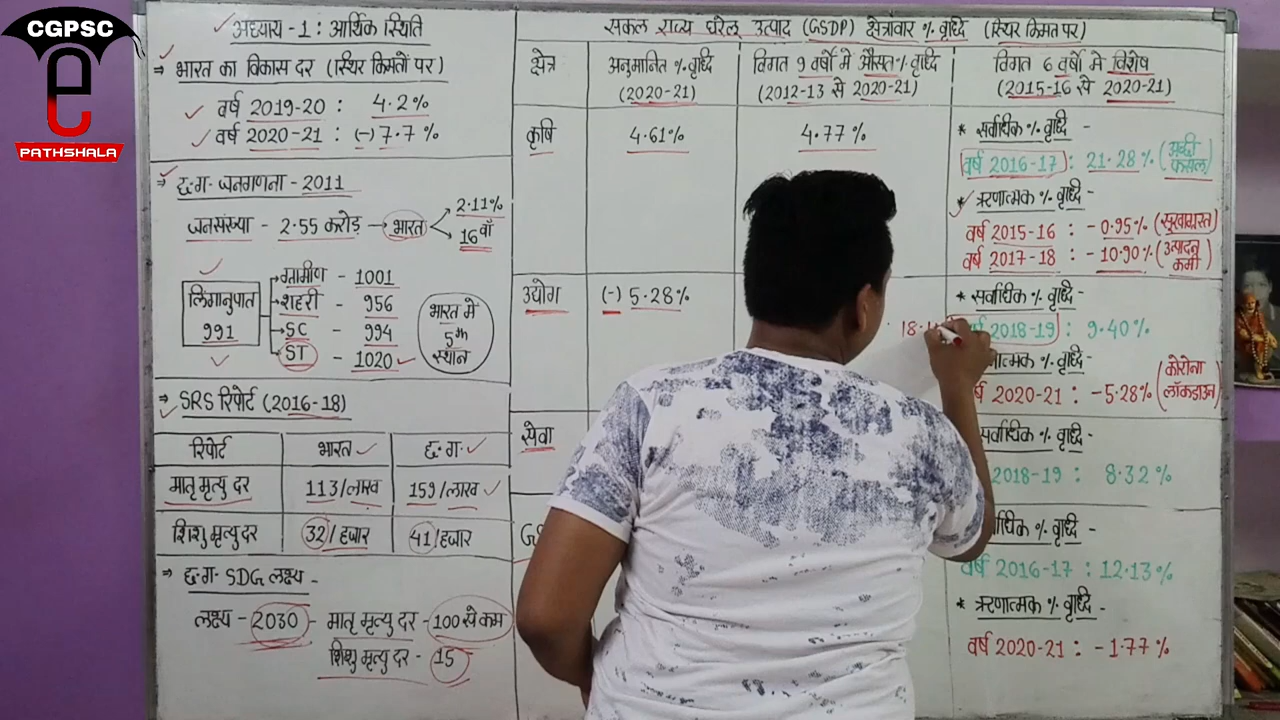 CGPSC
PATHSHALA
अध्याय-1: आर्थिक स्थिति
⇒ भारत का विकास दर (स्थिर किमतों पर)
वर्ष 2019-20 : 4.2%
वर्ष 2020-21 : (-) 7.7%
⇒ छ.ग. जनगणना - 2011
जनसंख्या - 2.55 करोड़ → भारत
2.11%
16वाँ
लिंगानुपात
991
ग्रामीण - 1001
शहरी - 956
SC - 994
ST - 1020
भारत में
5th
स्थान
⇒ SRS रिपोर्ट (2016-18)
रिपोर्ट भारत छ.ग.
मातृ मृत्यु दर 113/लाख 159/लाख
शिशु मृत्यु दर 32/हजार 41/हजार
⇒ छ.ग. SDG लक्ष्य -
लक्ष्य - 2030 - मातृ मृत्यु दर - 100 से कम
शिशु मृत्यु दर - 15
सकल राज्य घरेलू उत्पाद (GSDP) क्षेत्रवार % वृध्दि (स्थिर किमत पर)
क्षेत्र
अनुमानित % वृध्दि
(2020-21)
विगत 9 वर्षों में औसत % वृध्दि
(2012-13 से 2020-21)
विगत 6 वर्षों में विशेष
(2015-16 से 2020-21)
कृषि 4.61% 4.77%
* सर्वाधिक % वृध्दि -
वर्ष 2016-17 : 21.28% (अच्छी
फसल)
* ऋणात्मक % वृध्दि -
वर्ष 2015-16 : - 0.95% (सूखाग्रस्त)
वर्ष 2017-18 : - 10.90% (उत्पादन
कमी)
उद्योग (-) 5.28%
* सर्वाधिक % वृध्दि -
18.
2018-19 : 9.40%
% वृध्दि -
2020-21 : -5.28% (कोरोना
लॉकडाउन)
सेवा
सर्वाधिक % वृध्दि -
2018-19 : 8.32%
G
% वृध्दि -
वर्ष 2016-17 : 12.13%
* ऋणात्मक % वृध्दि -
वर्ष 2020-21 : - 1.77%